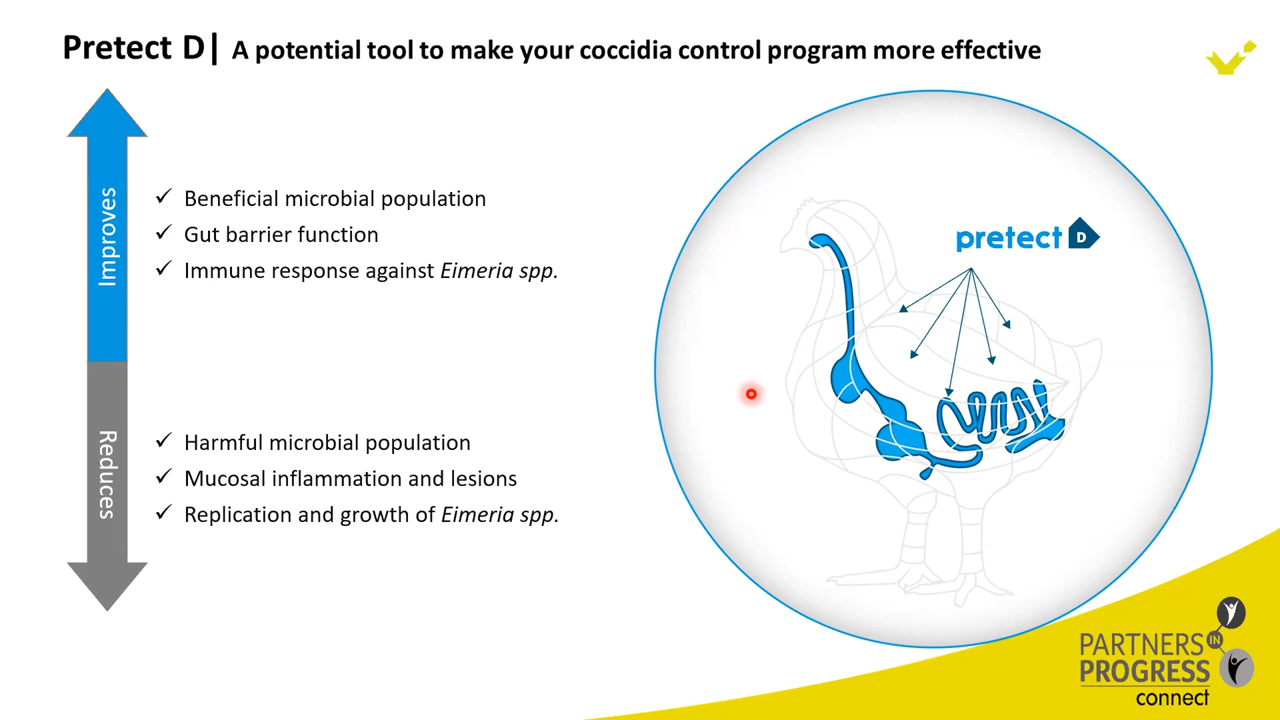 Pretect D| A potential tool to make your coccidia control program more effective
Improves
✓ Beneficial microbial population
✓ Gut barrier function
✓ Immune response against Eimeria spp.
Reduces
✓ Harmful microbial population
✓ Mucosal inflammation and lesions
✓ Replication and growth of Eimeria spp.
pretect D
PARTNERS IN
PROGRESS
connect